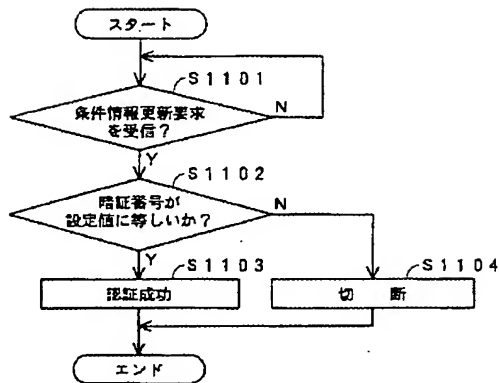 スタート
S1101
条件情報更新要求
を受信?
N
Y
S1102
暗証番号が
設定値に等しいか?
N
Y
S1103
認証成功
S1104
切 断
エンド